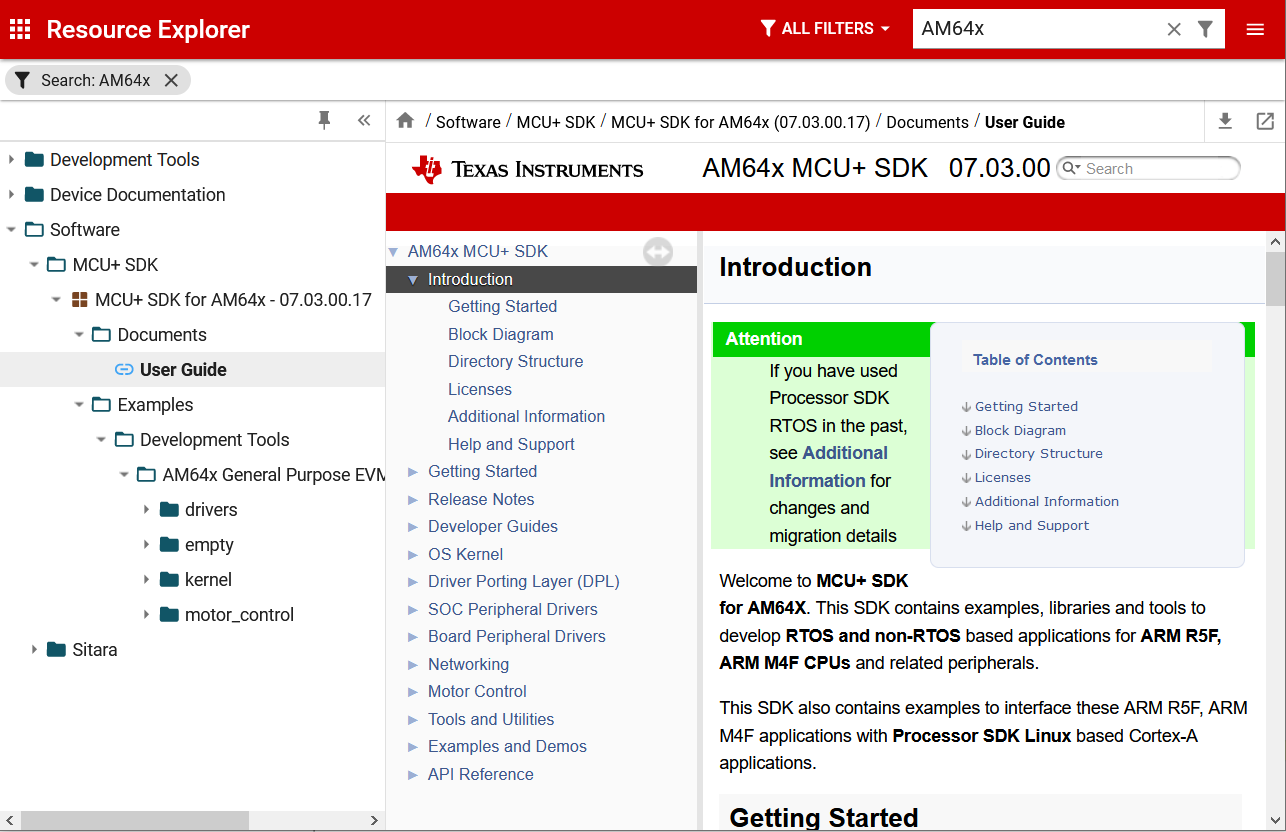 Resource Explorer
ALL FILTERS
AM64x
Search: AM64x
/ Software / MCU+ SDK / MCU+ SDK for AM64x (07.03.00.17) / Documents / User Guide
Development Tools
Device Documentation
Software
MCU+ SDK
MCU+ SDK for AM64x - 07.03.00.17
Documents
User Guide
Examples
Development Tools
AM64x General Purpose EVM
drivers
empty
kernel
motor_control
Sitara
TEXAS INSTRUMENTS
AM64x MCU+ SDK 07.03.00
Search
AM64x MCU+ SDK
Introduction
Getting Started
Block Diagram
Directory Structure
Licenses
Additional Information
Help and Support
Getting Started
Release Notes
Developer Guides
OS Kernel
Driver Porting Layer (DPL)
SOC Peripheral Drivers
Board Peripheral Drivers
Networking
Motor Control
Tools and Utilities
Examples and Demos
API Reference
Introduction
Attention
If you have used
Processor SDK
RTOS in the past,
see Additional
Information for
changes and
migration details
Table of Contents
Getting Started
Block Diagram
Directory Structure
Licenses
Additional Information
Help and Support
Welcome to MCU+ SDK
for AM64X. This SDK contains examples, libraries and tools to
develop RTOS and non-RTOS based applications for ARM R5F,
ARM M4F CPUs and related peripherals.
This SDK also contains examples to interface these ARM R5F, ARM
M4F applications with Processor SDK Linux based Cortex-A
applications.
Getting Started